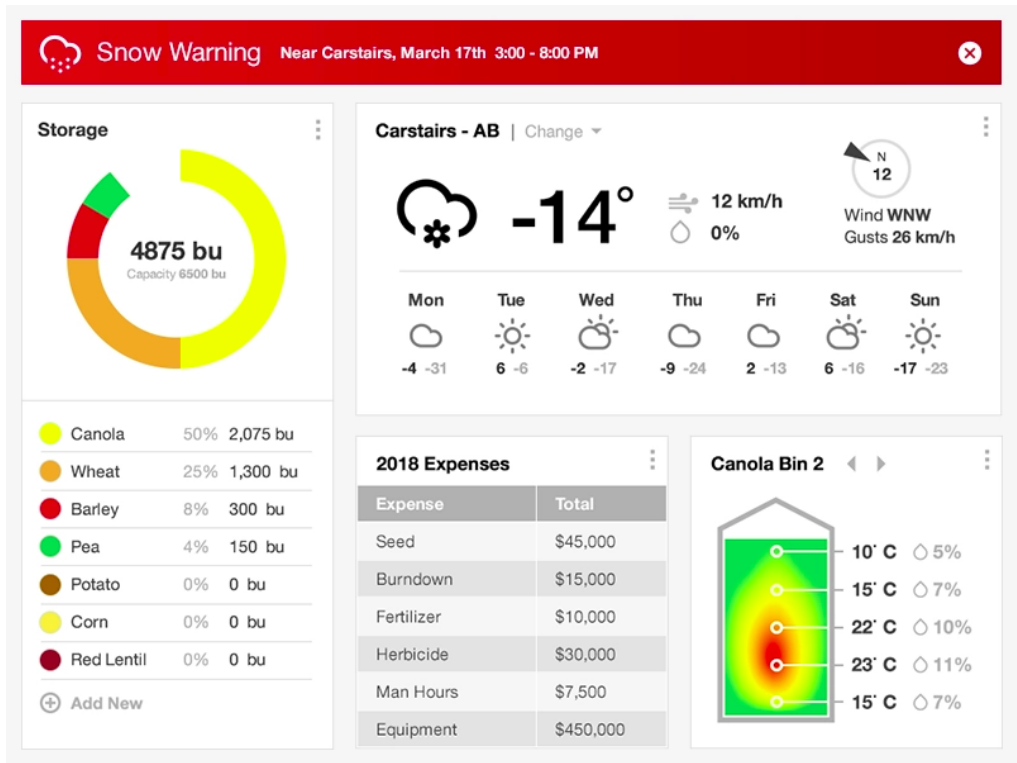 Snow Warning Near Carstairs, March 17th 3:00 - 8:00 PM
Storage
4875 bu
Capacity 6500 bu
Canola 50% 2,075 bu
Wheat 25% 1,300 bu
Barley 8% 300 bu
Pea 4% 150 bu
Potato 0% 0 bu
Corn 0% 0 bu
Red Lentil 0% 0 bu
Add New
Carstairs - AB | Change
-14°
12 km/h
0%
N
12
Wind WNW
Gusts 26 km/h
Mon Tue Wed Thu Fri Sat Sun
-4 -31 6 -6 -2 -17 -9 -24 2 -13 6 -16 -17 -23
2018 Expenses
Expense Total
Seed $45,000
Burndown $15,000
Fertilizer $10,000
Herbicide $30,000
Man Hours $7,500
Equipment $450,000
Canola Bin 2
10° C 5%
15° C 7%
22° C 10%
23° C 11%
15° C 7%